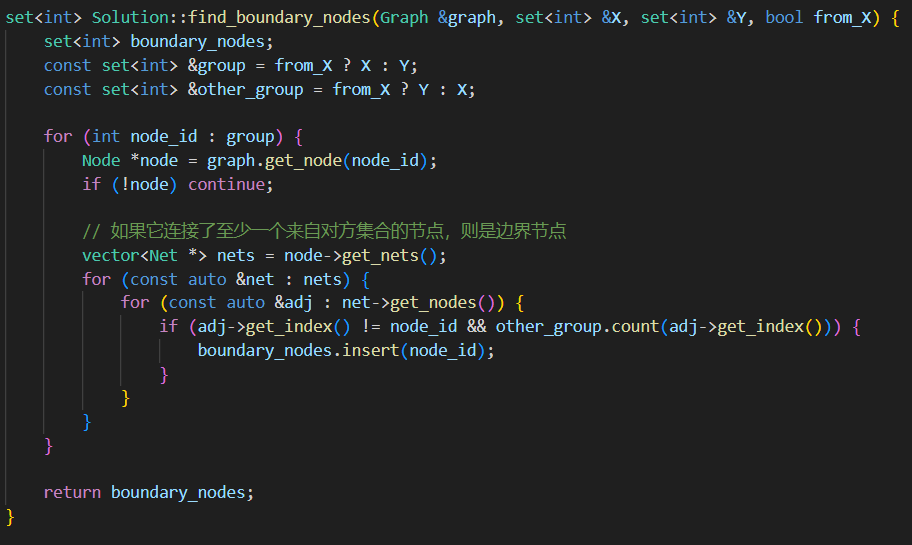 set<int> Solution::find_boundary_nodes(Graph &graph, set<int> &X, set<int> &Y, bool from_X) {
    set<int> boundary_nodes;
    const set<int> &group = from_X ? X : Y;
    const set<int> &other_group = from_X ? Y : X;

    for (int node_id : group) {
        Node *node = graph.get_node(node_id);
        if (!node) continue;

        // 如果它连接了至少一个来自对方集合的节点，则是边界节点
        vector<Net *> nets = node->get_nets();
        for (const auto &net : nets) {
            for (const auto &adj : net->get_nodes()) {
                if (adj->get_index() != node_id && other_group.count(adj->get_index())) {
                    boundary_nodes.insert(node_id);
                }
            }
        }
    }

    return boundary_nodes;
}